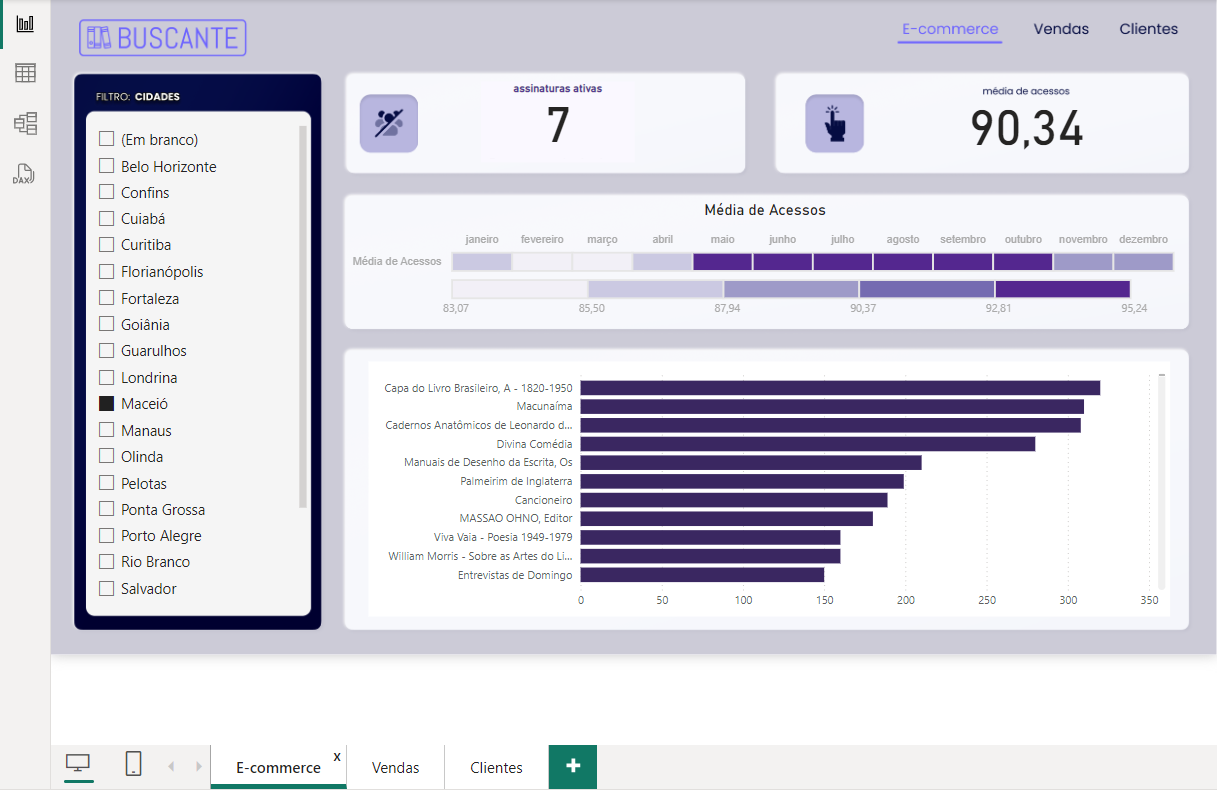 BUSCANTE
E-commerce
Vendas
Clientes
DAX
FILTRO: CIDADES
(Em branco)
Belo Horizonte
Confins
Cuiabá
Curitiba
Florianópolis
Fortaleza
Goiânia
Guarulhos
Londrina
Maceió
Manaus
Olinda
Pelotas
Ponta Grossa
Porto Alegre
Rio Branco
Salvador
assinaturas ativas
7
média de acessos
90,34
Média de Acessos
janeiro fevereiro março abril maio junho julho agosto setembro outubro novembro dezembro
Média de Acessos
83,07 85,50 87,94 90,37 92,81 95,24
Capa do Livro Brasileiro, A - 1820-1950
Macunaíma
Cadernos Anatômicos de Leonardo d...
Divina Comédia
Manuais de Desenho da Escrita, Os
Palmeirim de Inglaterra
Cancioneiro
MASSAO OHNO, Editor
Viva Vaia - Poesia 1949-1979
William Morris - Sobre as Artes do Li...
Entrevistas de Domingo
0 50 100 150 200 250 300 350
E-commerce
x
Vendas
Clientes
+